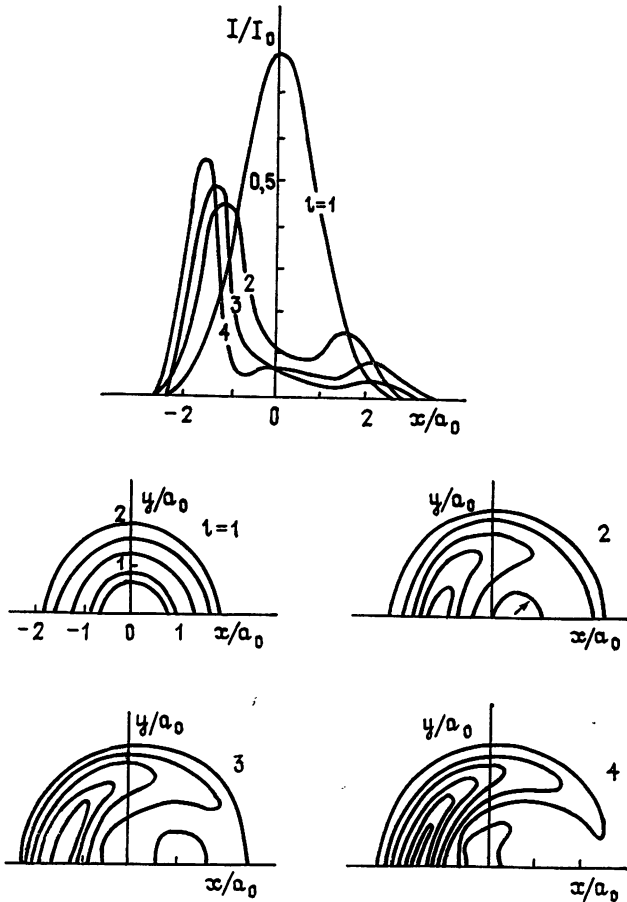 I/I₀
0,5
ι=1
2
3
4
-2 0 2 x/a₀
y/a₀
2
1
ι=1
-2 -1 0 1 x/a₀
y/a₀
2
x/a₀
y/a₀
3
x/a₀
y/a₀
4
x/a₀